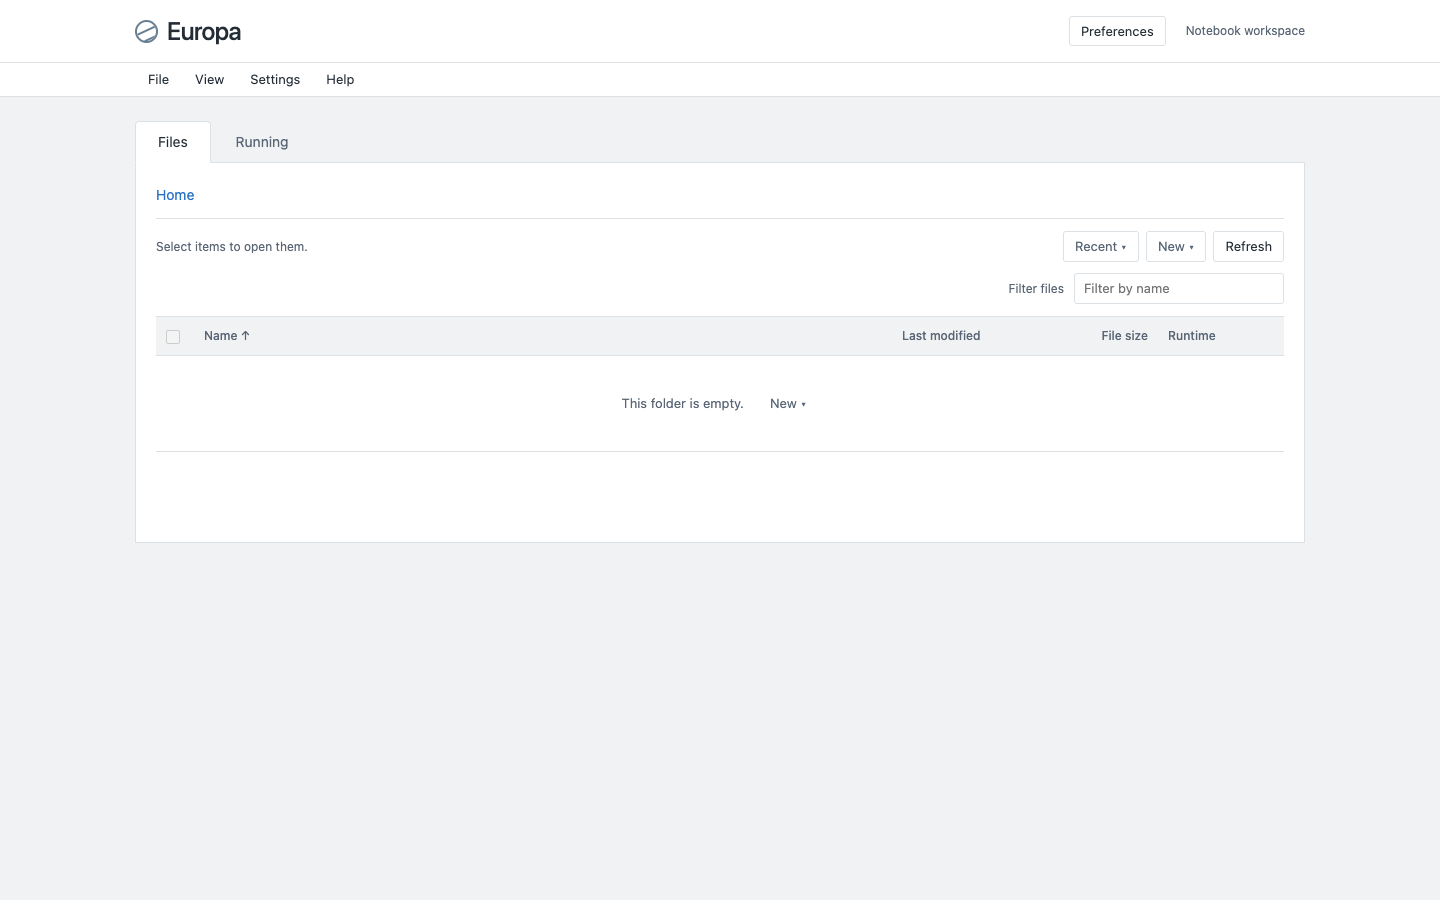 Europa
Preferences
Notebook workspace
File
View
Settings
Help
Files
Running
Home
Select items to open them.
Recent ▾
New ▾
Refresh
Filter files
Filter by name
Name ↑
Last modified
File size
Runtime
This folder is empty.
New ▾